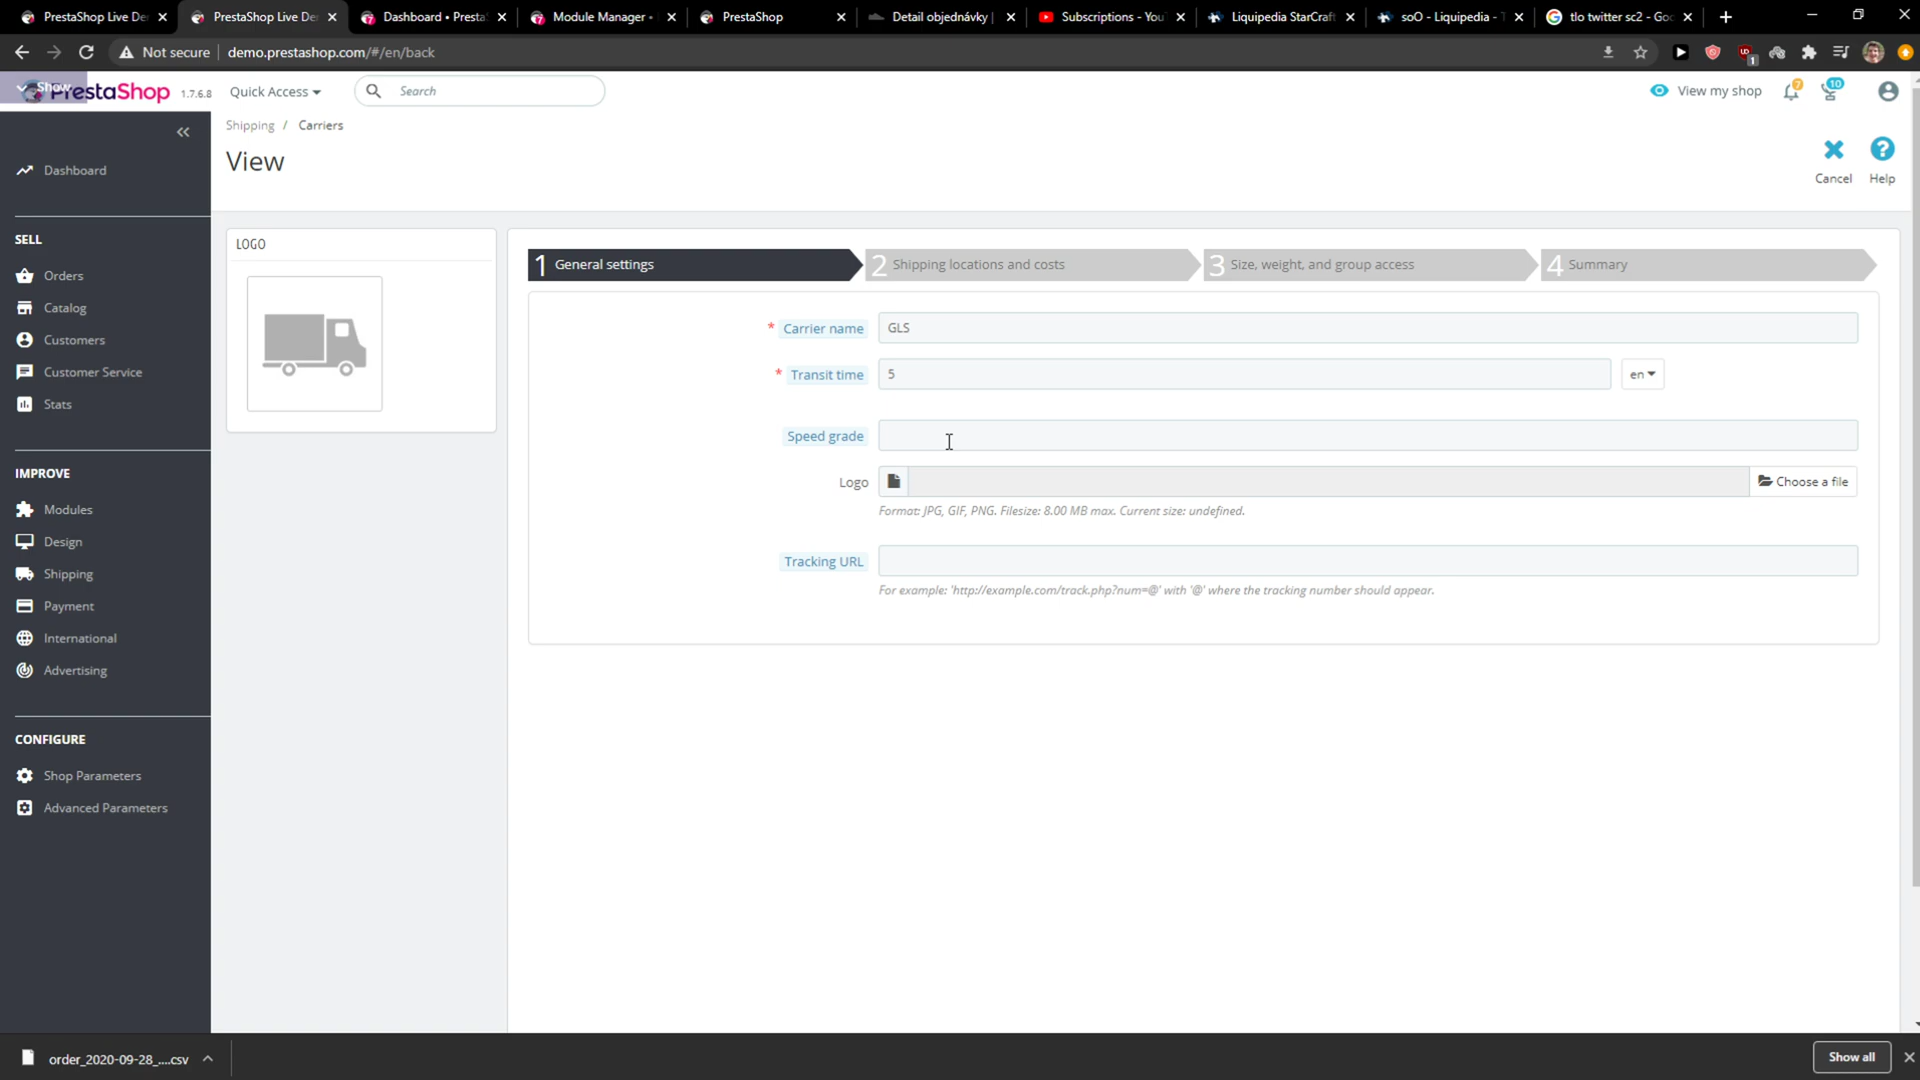 PrestaShop Live De
PrestaShop Live De
Dashboard • Presta
Module Manager •
PrestaShop
Detail objednávky |
Subscriptions - You
Liquipedia StarCraft
soO - Liquipedia - T
tlo twitter sc2 - Goo
Not secure
demo.prestashop.com/#/en/back
1
Show
PrestaShop 1.7.6.8
Quick Access
Search
View my shop
7
10
Shipping / Carriers
View
Cancel
Help
Dashboard
SELL
Orders
Catalog
Customers
Customer Service
Stats
IMPROVE
Modules
Design
Shipping
Payment
International
Advertising
CONFIGURE
Shop Parameters
Advanced Parameters
LOGO
1 General settings
2 Shipping locations and costs
3 Size, weight, and group access
4 Summary
* Carrier name GLS
* Transit time 5 en
Speed grade
Logo Choose a file
Format: JPG, GIF, PNG. Filesize: 8.00 MB max. Current size: undefined.
Tracking URL
For example: 'http://example.com/track.php?num=@' with '@' where the tracking number should appear.
order_2020-09-28_....csv
Show all